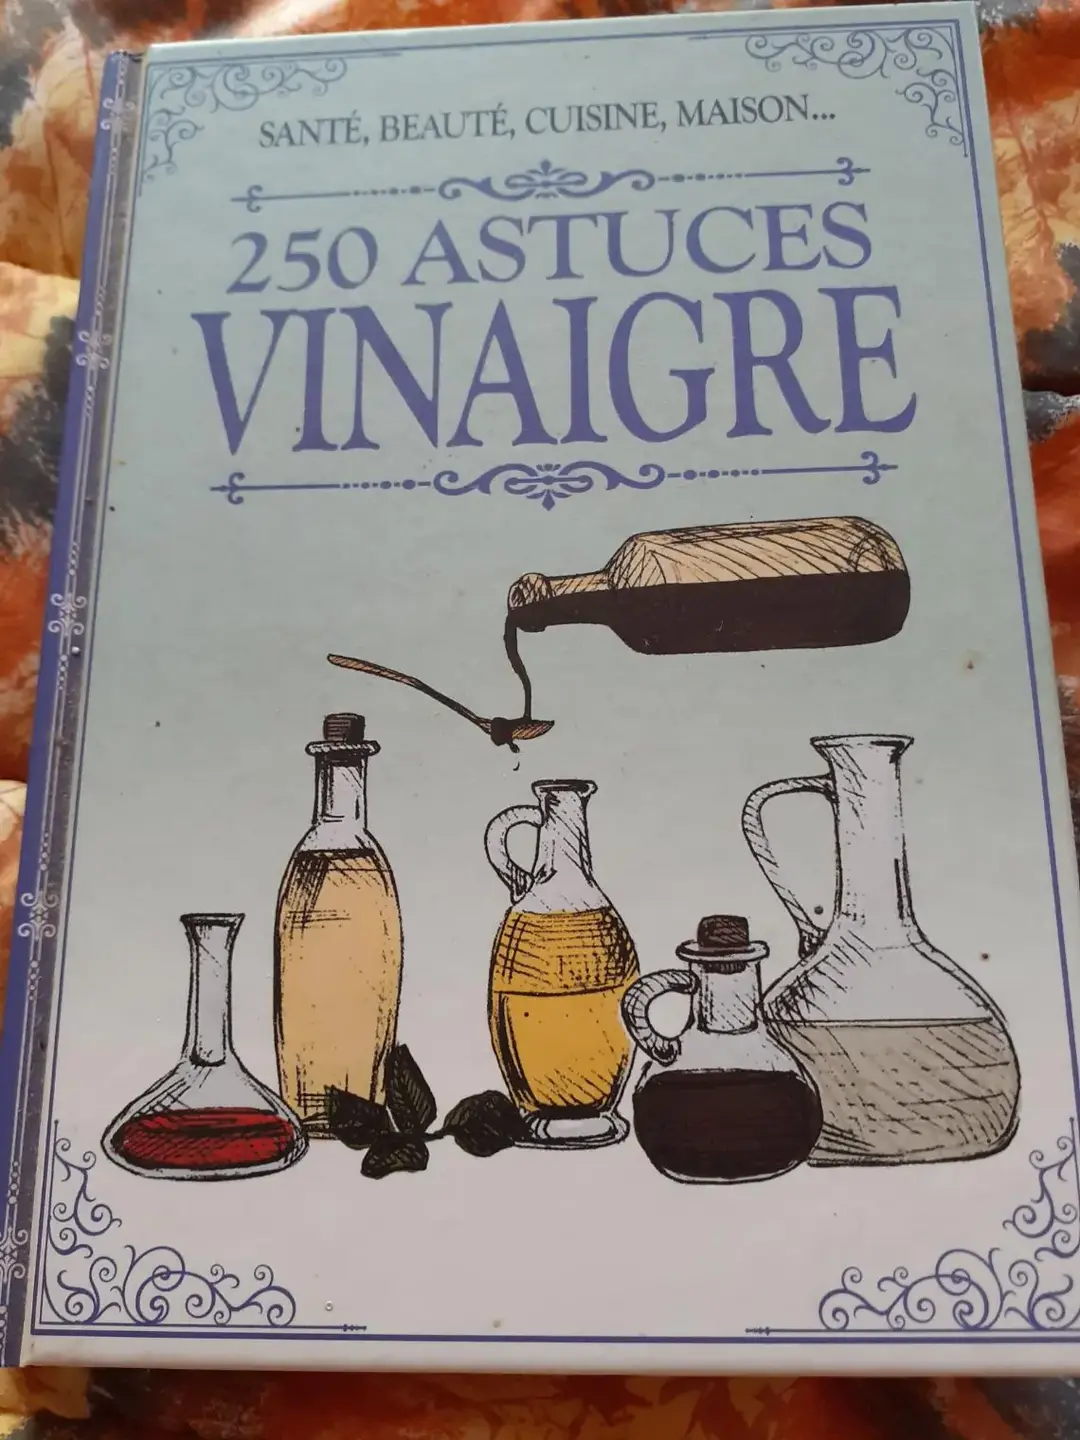 SANTÉ, BEAUTÉ, CUISINE, MAISON...
250 ASTUCES
VINAIGRE